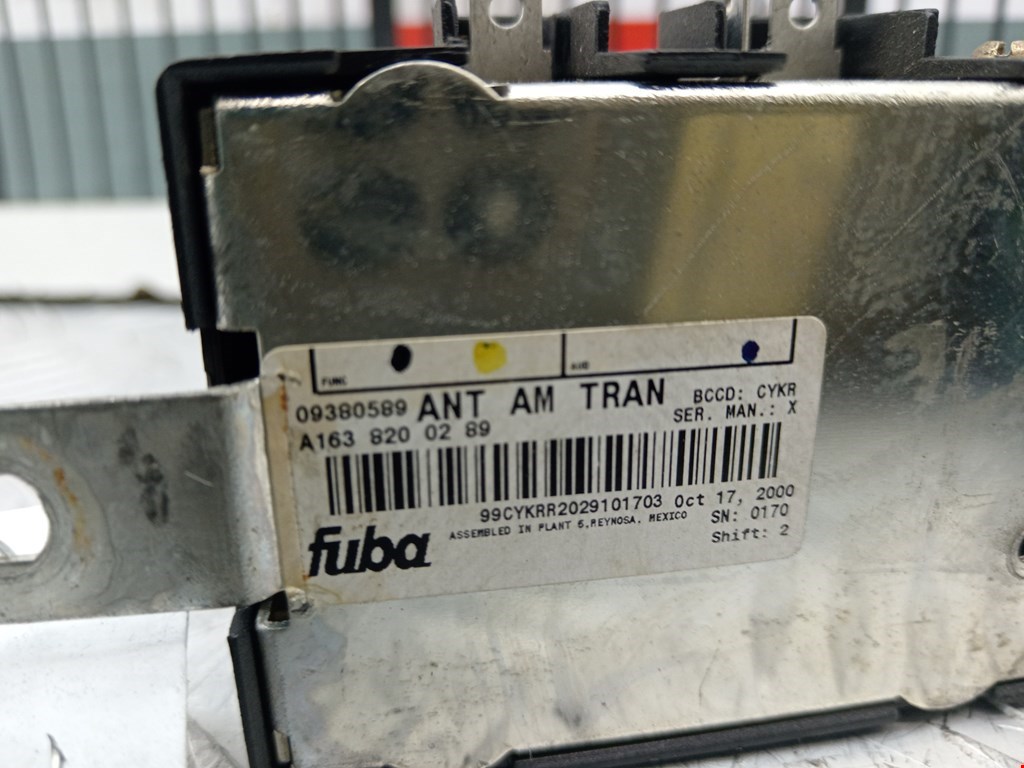 FUNC AUD
09380589 ANT AM TRAN BCCD: CYKR
A163 820 02 89 SER. MAN.: X
99CYKRR2029101703 Oct 17, 2000
fuba ASSEMBLED IN PLANT 6, REYNOSA, MEXICO SN: 0170
Shift: 2